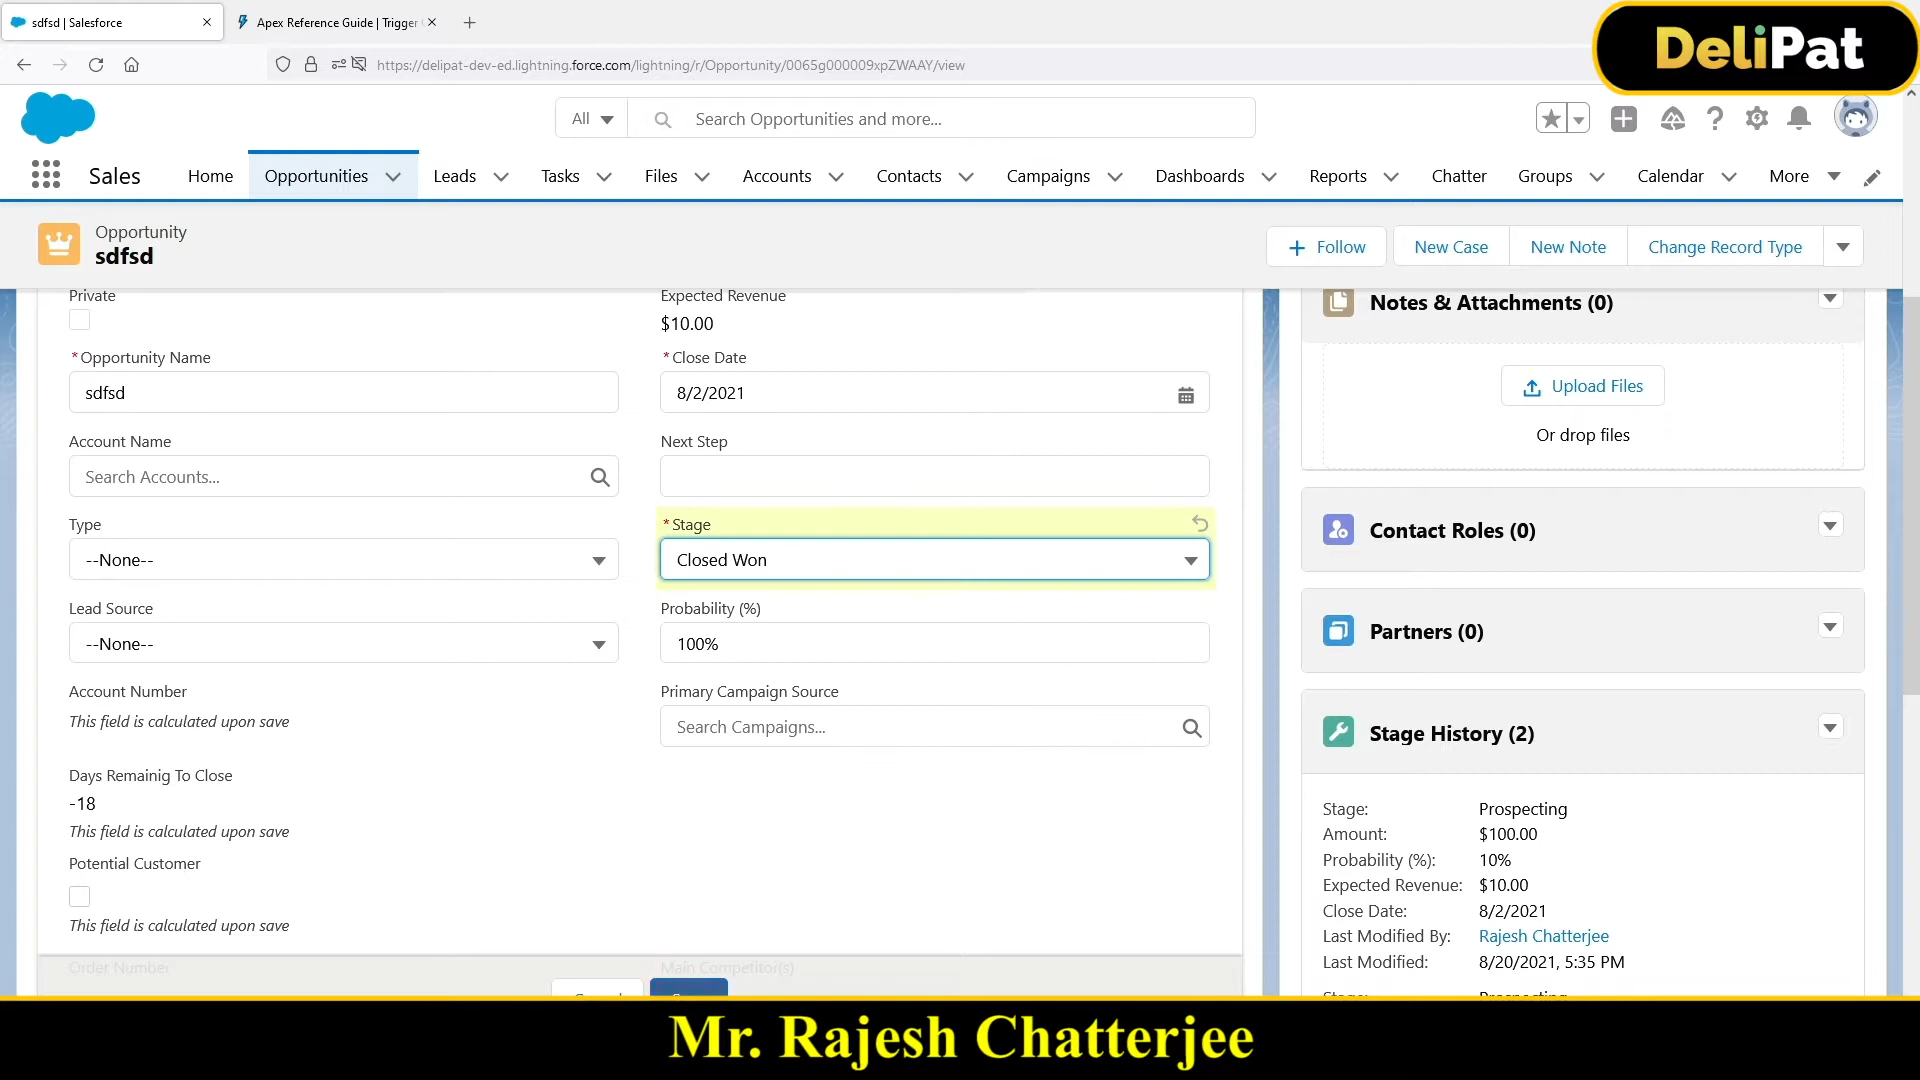 sdfsd | Salesforce
Apex Reference Guide | Trigger
https://delipat-dev-ed.lightning.force.com/lightning/r/Opportunity/0065g000009xpZWAAY/view
DeliPat
All
Search Opportunities and more...
Sales
Home
Opportunities
Leads
Tasks
Files
Accounts
Contacts
Campaigns
Dashboards
Reports
Chatter
Groups
Calendar
More
Opportunity
sdfsd
Follow
New Case
New Note
Change Record Type
Private
Expected Revenue
$10.00
*Opportunity Name
sdfsd
*Close Date
8/2/2021
Account Name
Search Accounts...
Next Step
Type
--None--
*Stage
Closed Won
Lead Source
--None--
Probability (%)
100%
Account Number
This field is calculated upon save
Primary Campaign Source
Search Campaigns...
Days Remainig To Close
-18
This field is calculated upon save
Potential Customer
This field is calculated upon save
Order Number
Main Competitor(s)
Notes & Attachments (0)
Upload Files
Or drop files
Contact Roles (0)
Partners (0)
Stage History (2)
Stage: Prospecting
Amount: $100.00
Probability (%): 10%
Expected Revenue: $10.00
Close Date: 8/2/2021
Last Modified By: Rajesh Chatterjee
Last Modified: 8/20/2021, 5:35 PM
Mr. Rajesh Chatterjee